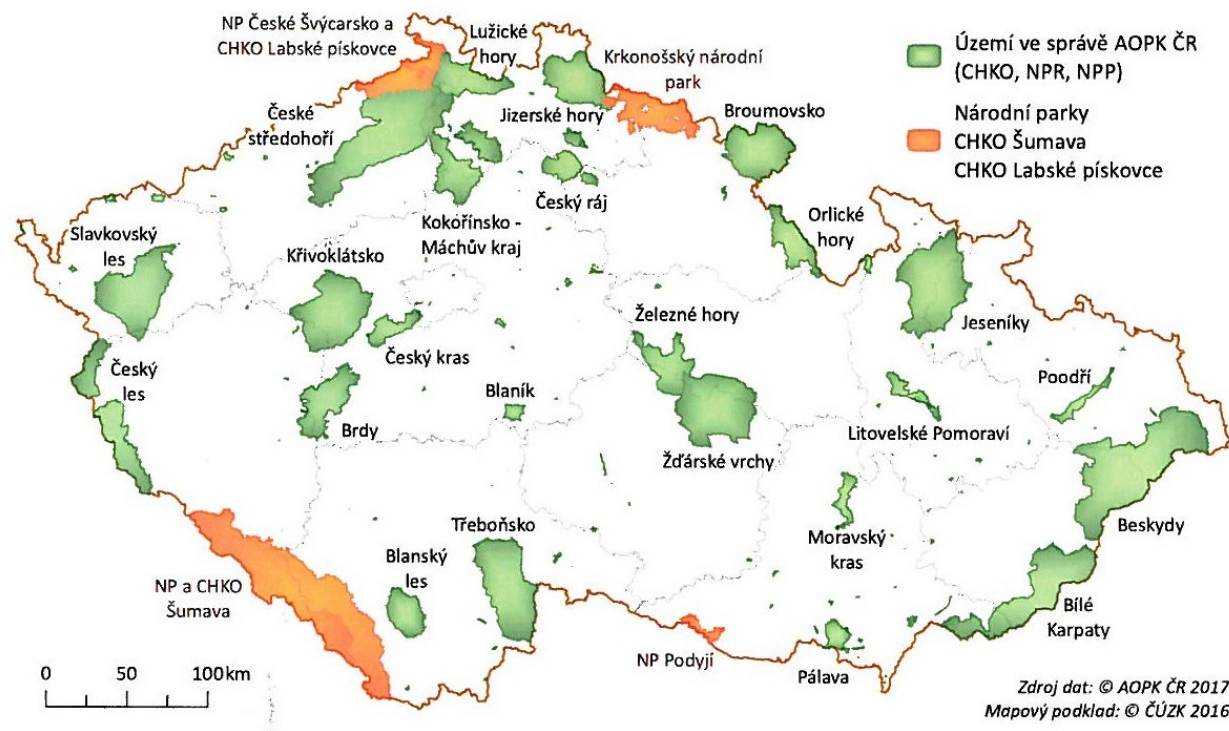 NP České Švýcarsko a
CHKO Labské pískovce
Lužické
hory
Krkonošský národní
park
Území ve správě AOPK ČR
(CHKO, NPR, NPP)
Národní parky
CHKO Šumava
CHKO Labské pískovce
České
středohoří
Jizerské hory
Broumovsko
Český ráj
Kokořínsko -
Máchův kraj
Orlické
hory
Slavkovský
les
Křivoklátsko
Železné hory
Jeseníky
Český kras
Český
les
Blaník
Poodří
Brdy
Litovelské Pomoraví
Žďárské vrchy
Třeboňsko
Moravský
kras
Beskydy
Blanský
les
NP a CHKO
Šumava
Bílé
Karpaty
NP Podyjí
Pálava
0 50 100km
Zdroj dat: © AOPK ČR 2017
Mapový podklad: © ČÚZK 2016